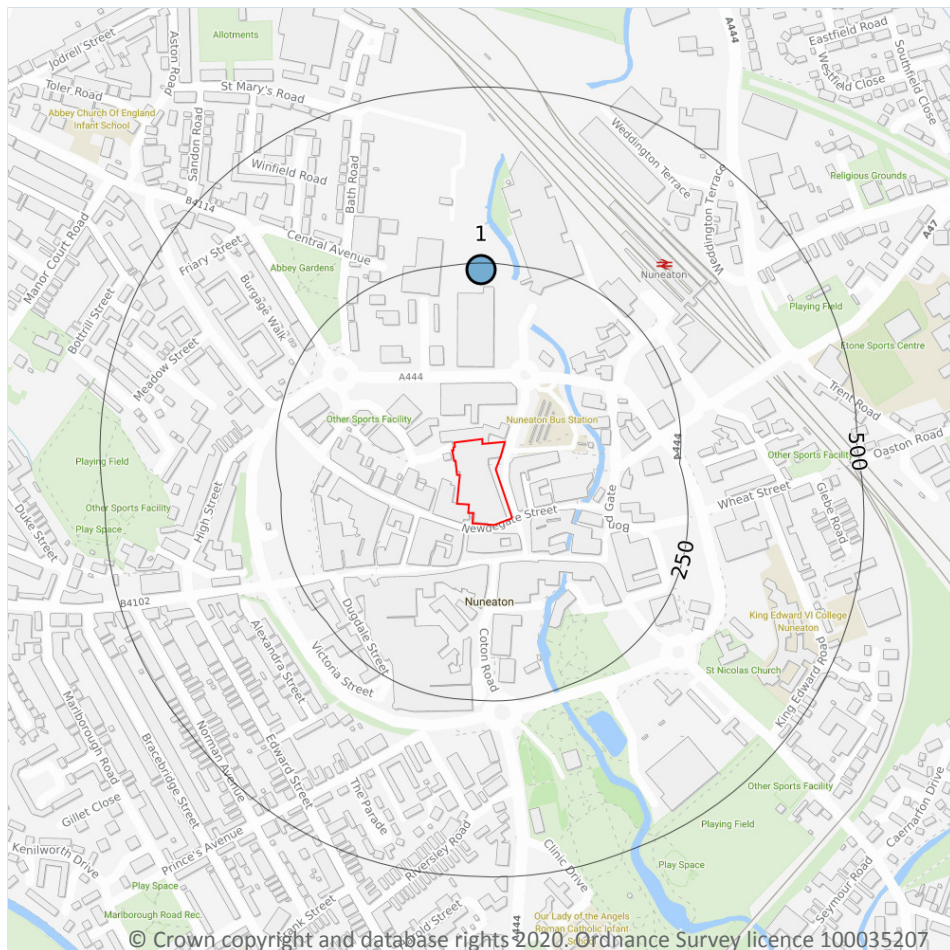 Jodrell Street
Aston Road
Allotments
A444
Eastfield Road
Westfield Close
Southfield Close
Toler Road
St Mary's Road
Abbey Church Of England
Infant School
Sandon Road
Winfield Road
Bath Road
Weddington Terrace
Weddington Terrace
Religious Grounds
B4114
Manor Court Road
Friary Street
Central Avenue
Abbey Gardens
1
Nuneaton
A47
Bottrill Street
Burgage Walk
Playing Field
Etone Sports Centre
Meadow Street
A444
Trent Road
Other Sports Facility
Nuneaton Bus Station
A444
500
Oaston Road
Playing Field
Other Sports Facility
Other Sports Facility
Play Space
Duke Street
High Street
Newdegate Street
Bond Gate
Wheat Street
Glebe Road
250
B4102
Nuneaton
Dugdale Street
Coton Road
King Edward VI College
Nuneaton
Alexandra Street
Victoria Street
St Nicolas Church
King Edward Road
Marlborough Road
Bracebridge Street
Norman Avenue
Edward Street
The Parade
Other Sports Facility
Gillet Close
Playing Field
Caernarfon Drive
Kenilworth Drive
Prince's Avenue
Riversley Road
Clinic Drive
Play Space
Seymour Road
Play Space
Marlborough Road Rec.
A444
Our Lady of the Angels
Roman Catholic Infant
© Crown copyright and database rights 2020. Ordnance Survey licence 100035207